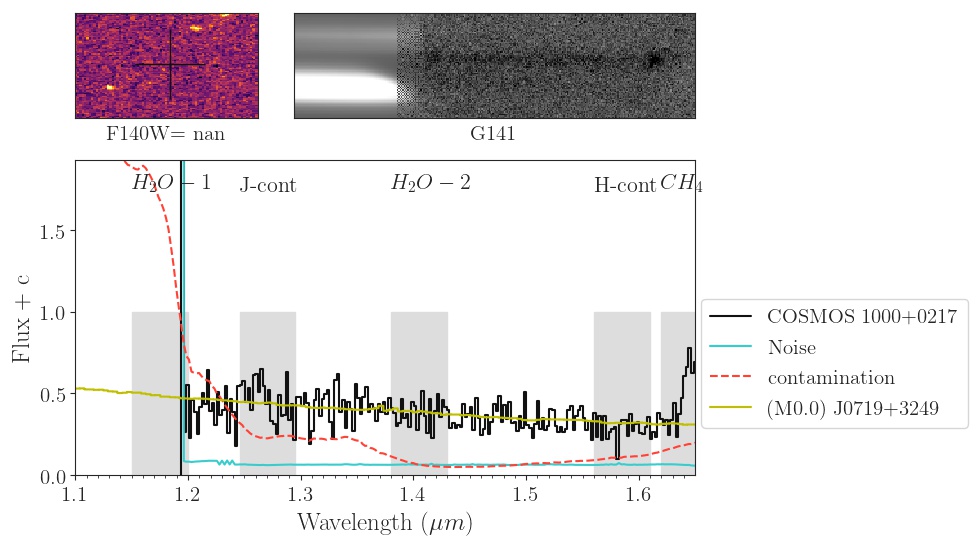 F140W= nan
G141
H₂O − 1
J-cont
H₂O − 2
H-cont
CH₄
Flux + c
1.5
1.0
0.5
0.0
1.1
1.2
1.3
1.4
1.5
1.6
Wavelength (μm)
COSMOS 1000+0217
Noise
contamination
(M0.0) J0719+3249